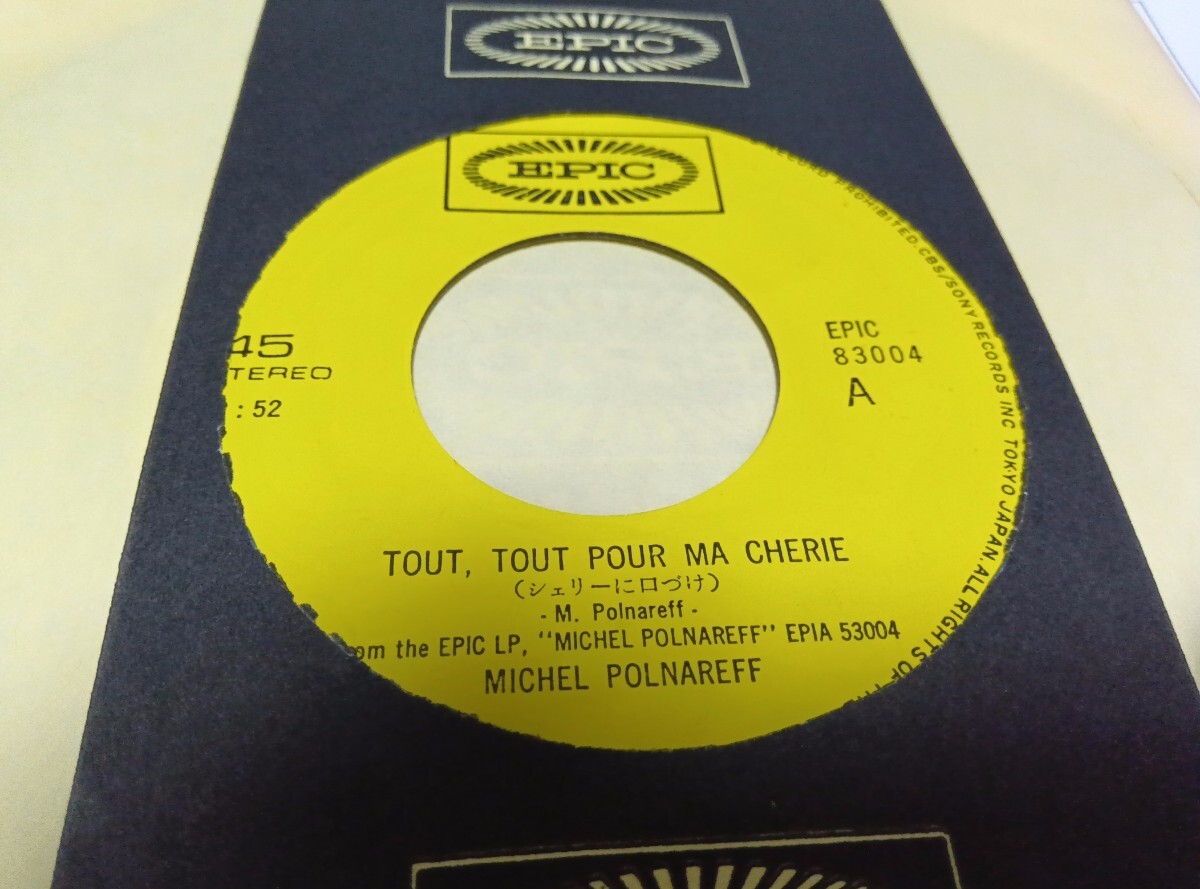 EPIC
EPIC
RECORD PROHIBITED. CBS/SONY RECORDS INC TOKYO JAPAN. ALL RIGHTS OF
45
TEREO
: 52
EPIC
83004
A
TOUT, TOUT POUR MA CHERIE
(シェリーに口づけ)
- M. Polnareff -
om the EPIC LP, "MICHEL POLNAREFF" EPIA 53004
MICHEL POLNAREFF